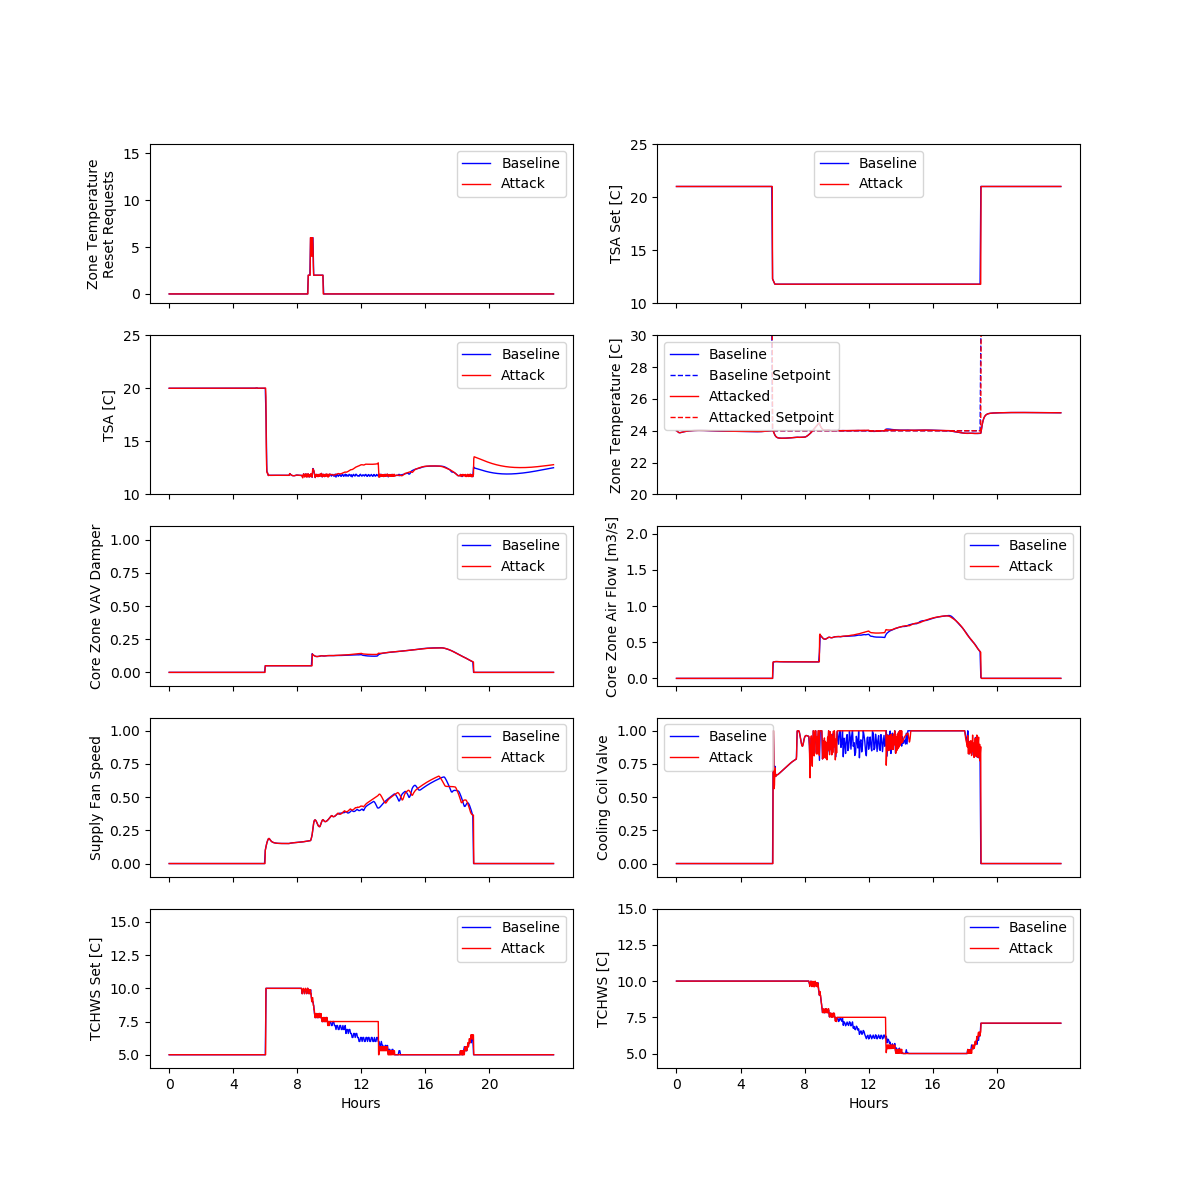 Zone Temperature
Reset Requests
15
10
5
0
Baseline
Attack
TSA Set [C]
25
20
15
10
Baseline
Attack
TSA [C]
25
20
15
10
Baseline
Attack
Zone Temperature [C]
30
28
26
24
22
20
Baseline
Baseline Setpoint
Attacked
Attacked Setpoint
Core Zone VAV Damper
1.00
0.75
0.50
0.25
0.00
Baseline
Attack
Core Zone Air Flow [m3/s]
2.0
1.5
1.0
0.5
0.0
Baseline
Attack
Supply Fan Speed
1.00
0.75
0.50
0.25
0.00
Baseline
Attack
Cooling Coil Valve
1.00
0.75
0.50
0.25
0.00
Baseline
Attack
TCHWS Set [C]
15.0
12.5
10.0
7.5
5.0
Baseline
Attack
0 4 8 12 16 20
Hours
TCHWS [C]
15.0
12.5
10.0
7.5
5.0
Baseline
Attack
0 4 8 12 16 20
Hours